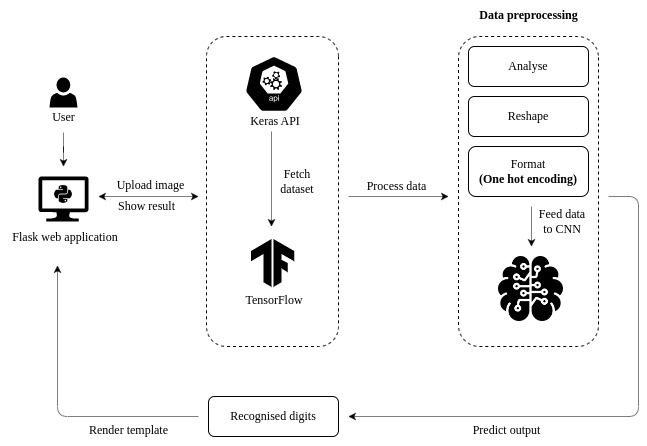 Data preprocessing
Analyse
Reshape
Format
(One hot encoding)
Feed data
to CNN
api
Keras API
Fetch
dataset
TensorFlow
Process data
User
Upload image
Show result
Flask web application
Recognised digits
Render template
Predict output